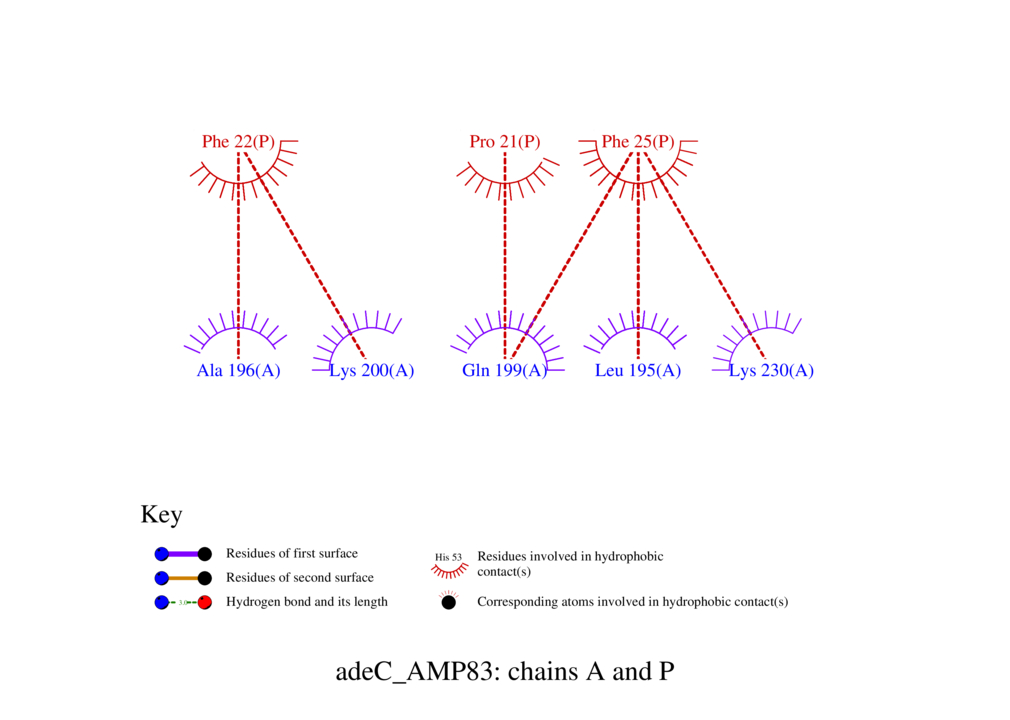 Phe 22(P) Pro 21(P) Phe 25(P)
Ala 196(A) Lys 200(A) Gln 199(A) Leu 195(A) Lys 230(A)
Key
Residues of first surface
Residues of second surface
3.0 Hydrogen bond and its length
His 53 Residues involved in hydrophobic
contact(s)
Corresponding atoms involved in hydrophobic contact(s)
adeC_AMP83: chains A and P